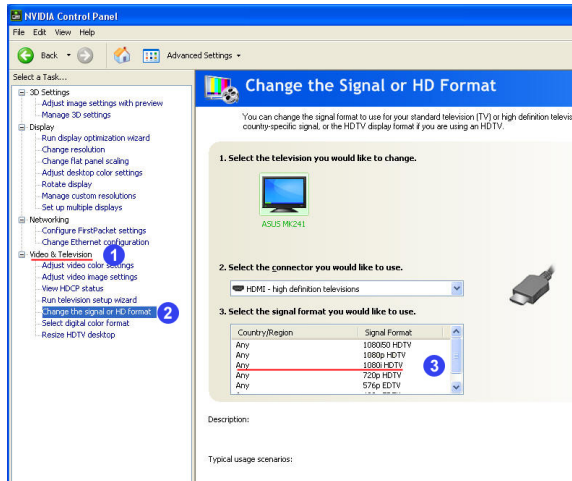 NVIDIA Control Panel
File Edit View Help
Back Advanced Settings
Select a Task...
3D Settings
Adjust image settings with preview
Manage 3D settings
Display
Run display optimization wizard
Change resolution
Change flat panel scaling
Adjust desktop color settings
Rotate display
Manage custom resolutions
Set up multiple displays
Networking
Configure FirstPacket settings
Change Ethernet configuration
Video & Television 1
Adjust video color settings
Adjust video image settings
View HDCP status
Run television setup wizard
Change the signal or HD format 2
Select digital color format
Resize HDTV desktop
Change the Signal or HD Format
You can change the signal format to use for your standard television (TV) or high definition
country-specific signal, or the HDTV display format if you are using an HDTV.
1. Select the television you would like to change.
ASUS MK241
2. Select the connector you would like to use.
HDMI - high definition televisions
3. Select the signal format you would like to use.
Country/Region Signal Format
Any 1080i50 HDTV
Any 1080p HDTV
Any 1080i HDTV 3
Any 720p HDTV
Any 576p EDTV
Description:
Typical usage scenarios: